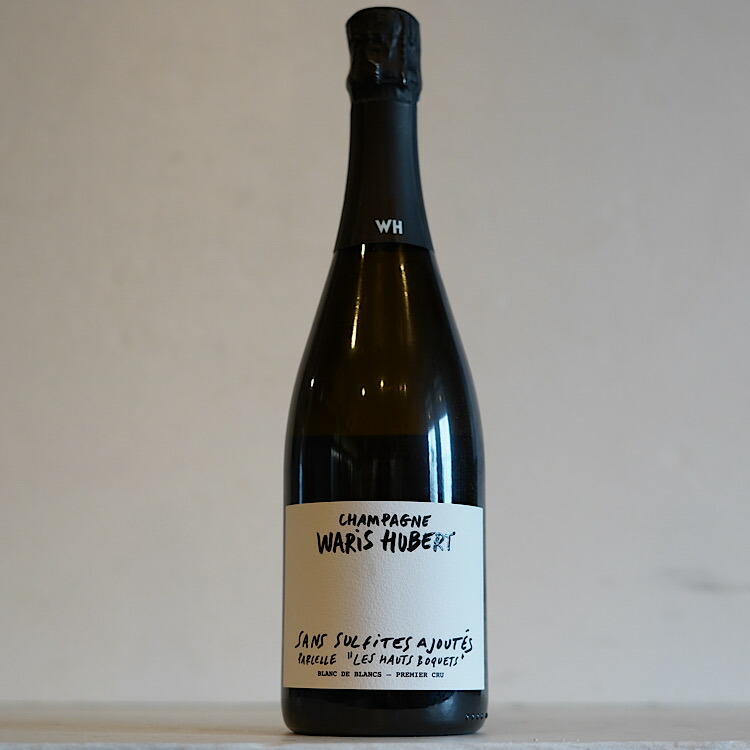 WH
CHAMPAGNE
WARiS HUBERT
SANS SULFiTES AJOUTÉS
PARCELLE "LES HAUTS BOQUETS"
BLANC DE BLANCS — PREMIER CRU